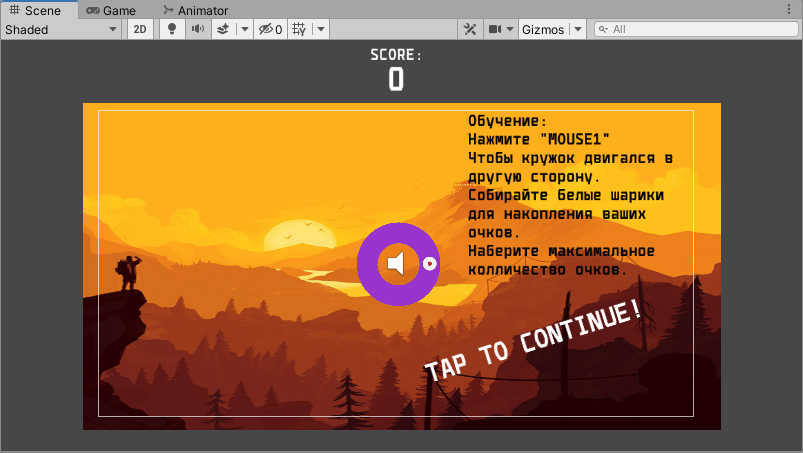 Scene Game Animator
Shaded 2D 0 Gizmos All
SCORE:
0
Обучение:
Нажмите "MOUSE1"
Чтобы кружок двигался в
другую сторону.
Собирайте белые шарики
для накопления ваших
очков.
Наберите максимальное
колличество очков.
TAP TO CONTINUE!